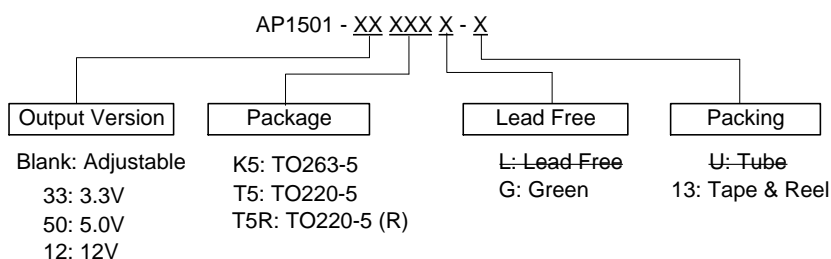 AP1501 - XX XXX X - X
Output Version
Package
Lead Free
Packing
Blank: Adjustable
33: 3.3V
50: 5.0V
12: 12V
K5: TO263-5
T5: TO220-5
T5R: TO220-5 (R)
L: Lead Free
G: Green
U: Tube
13: Tape & Reel